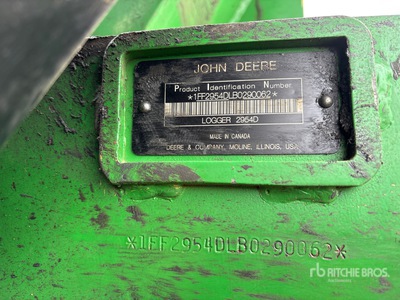 JOHN DEERE
Product Identification Number
*1FF2954DLB0290062*
LOGGER 2954D
MADE IN CANADA
DEERE & COMPANY, MOLINE, ILLINOIS, USA
*1FF2954DLB0290062*
rb RITCHIE BROS.